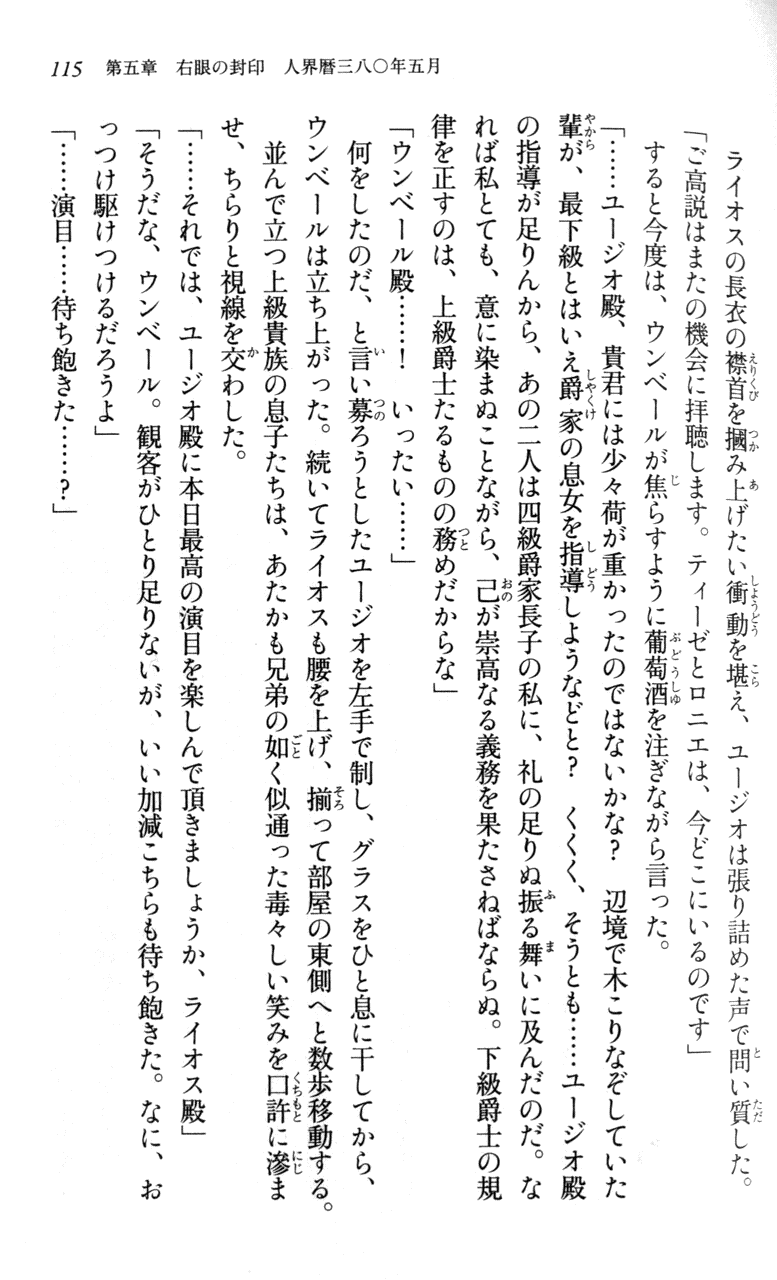 115　第五章　右眼の封印　人界暦三八〇年五月
ライオスの長衣の襟首を摑み上げたい衝動を堪え、ユージオは張り詰めた声で問い質した。
「ご高説はまたの機会に拝聴します。ティーゼとロニエは、今どこにいるのです」
すると今度は、ウンベールが焦らすように葡萄酒を注ぎながら言った。
「……ユージオ殿、貴君には少々荷が重かったのではないかな？　辺境で木こりなぞしていた
輩が、最下級とはいえ爵家の息女を指導しようなどと？　くくく、そうとも……ユージオ殿
の指導が足りんから、あの二人は四級爵家長子の私に、礼の足りぬ振る舞いに及んだのだ。な
れば私とても、意に染まぬことながら、己が崇高なる義務を果たさねばならぬ。下級爵士の規
律を正すのは、上級爵士たるものの務めだからな」
「ウンベール殿……！　いったい……」
何をしたのだ、と言い募ろうとしたユージオを左手で制し、グラスをひと息に干してから、
ウンベールは立ち上がった。続いてライオスも腰を上げ、揃って部屋の東側へと数歩移動する。
並んで立つ上級貴族の息子たちは、あたかも兄弟の如く似通った毒々しい笑みを口許に滲ま
せ、ちらりと視線を交わした。
「……それでは、ユージオ殿に本日最高の演目を楽しんで頂きましょうか、ライオス殿」
「そうだな、ウンベール。観客がひとり足りないが、いい加減こちらも待ち飽きた。なに、お
っつけ駆けつけるだろうよ」
「……演目……待ち飽きた……？」